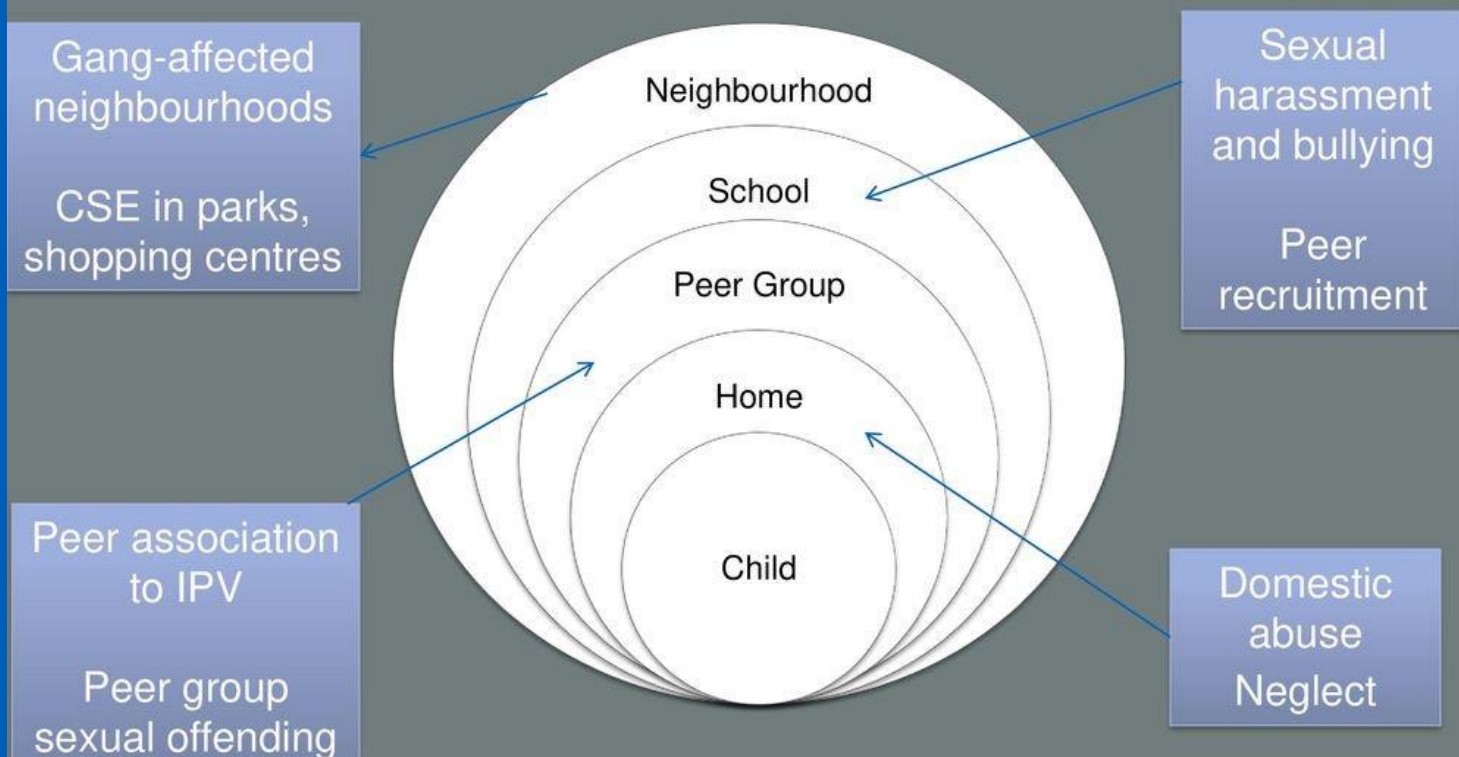 Gang-affected
neighbourhoods
CSE in parks,
shopping centres
Neighbourhood
School
Peer Group
Home
Child
Sexual
harassment
and bullying
Peer
recruitment
Peer association
to IPV
Peer group
sexual offending
Domestic
abuse
Neglect